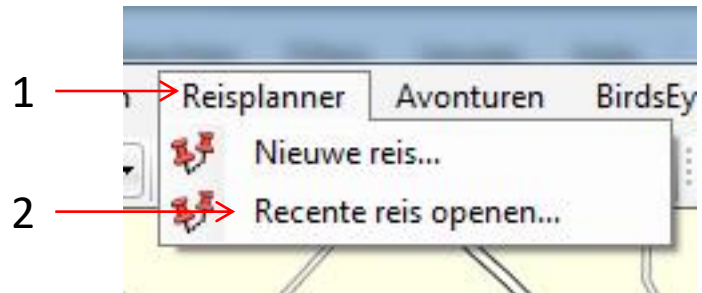 1 n Reisplanner Avonturen BirdsEy
Nieuwe reis...
2 Recente reis openen...